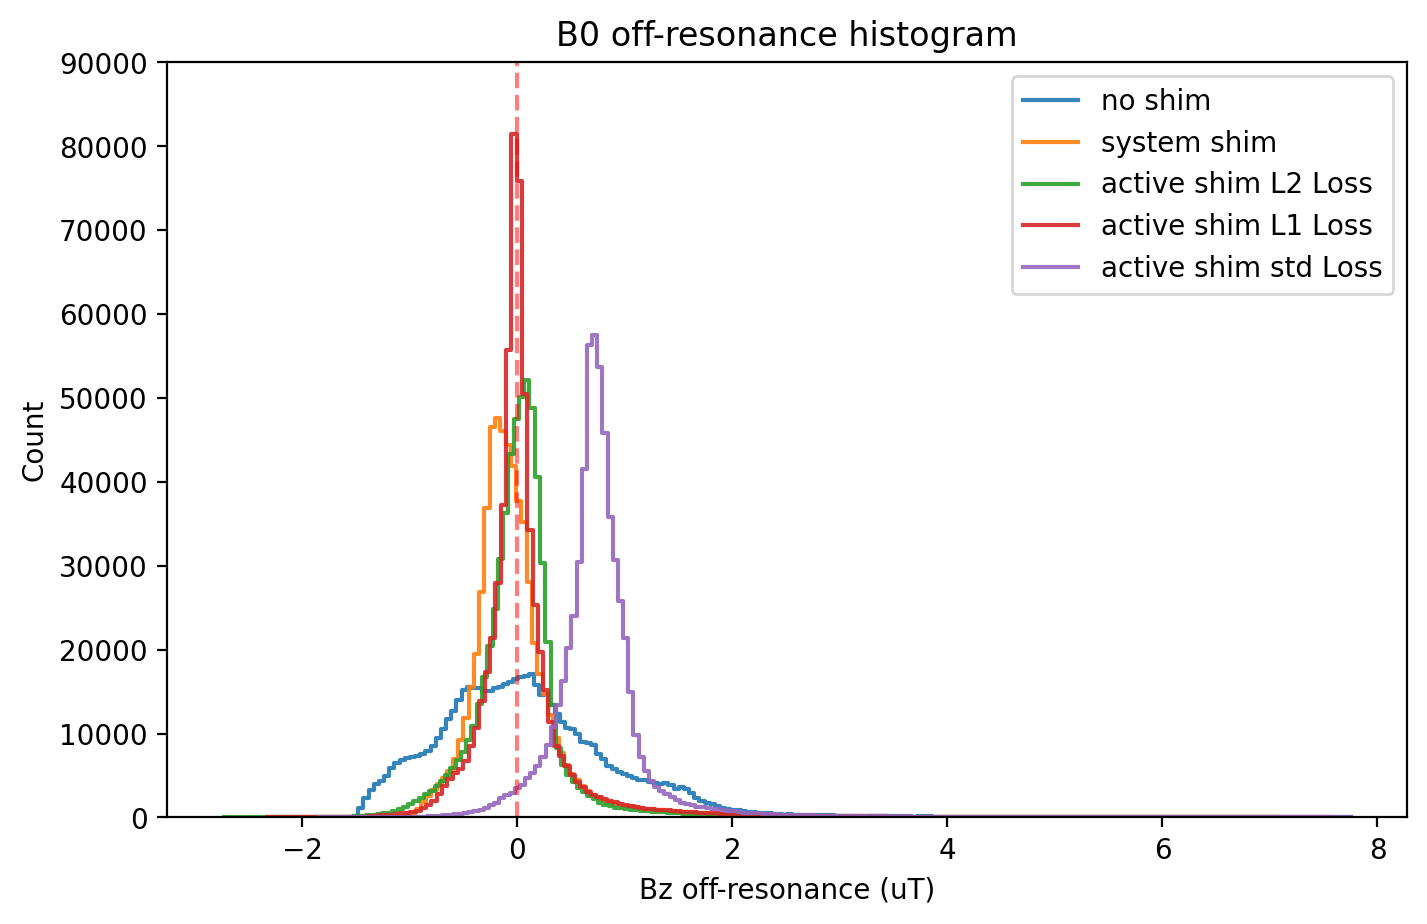 B0 off-resonance histogram
90000
80000
70000
60000
50000
40000
30000
20000
10000
0
Count
−2
0
2
4
6
8
Bz off-resonance (uT)
no shim
system shim
active shim L2 Loss
active shim L1 Loss
active shim std Loss